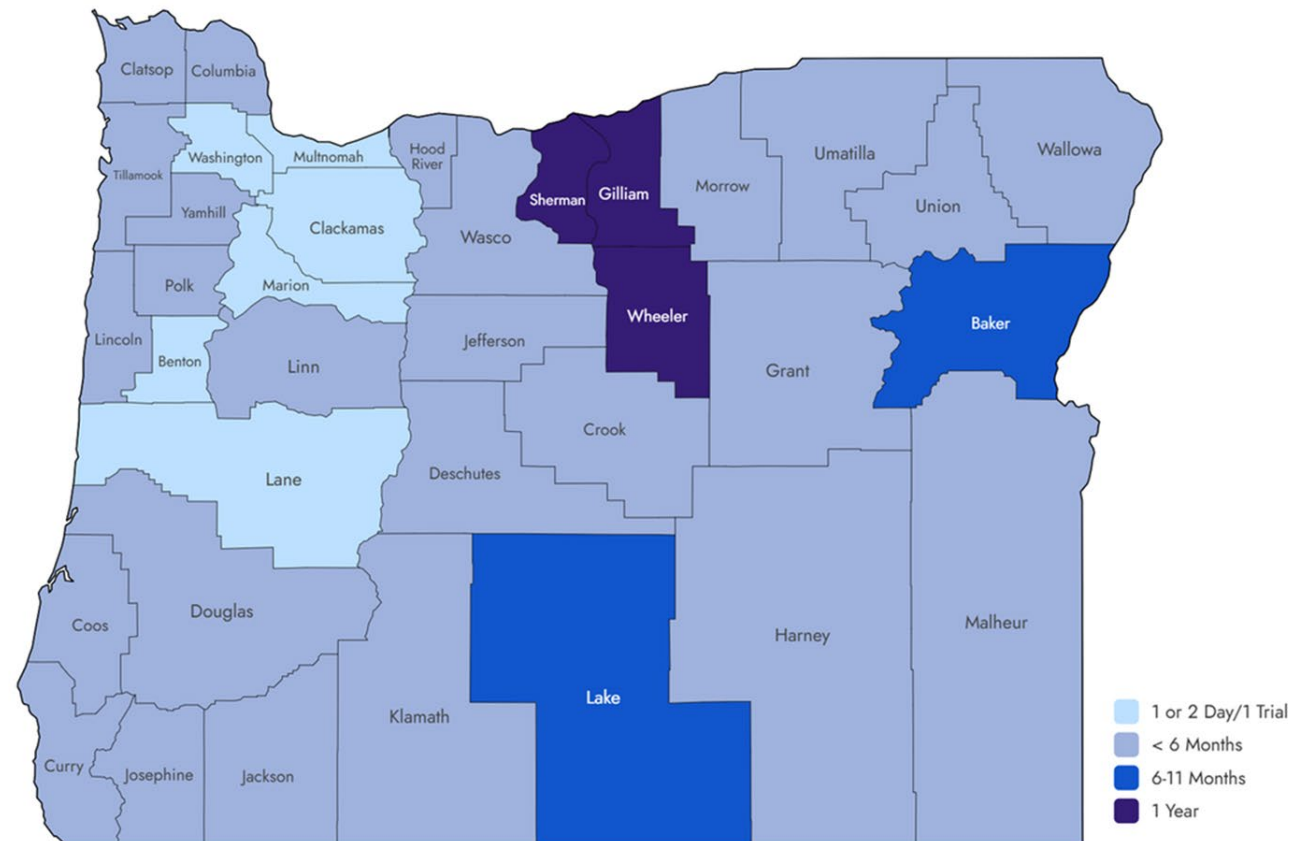 Clatsop
Columbia
Washington
Multnomah
Hood
River
Tillamook
Yamhill
Clackamas
Wasco
Sherman
Gilliam
Morrow
Umatilla
Union
Wallowa
Polk
Marion
Lincoln
Benton
Linn
Jefferson
Wheeler
Grant
Baker
Crook
Lane
Deschutes
Coos
Douglas
Harney
Malheur
Klamath
Lake
Curry
Josephine
Jackson
1 or 2 Day/1 Trial
< 6 Months
6-11 Months
1 Year